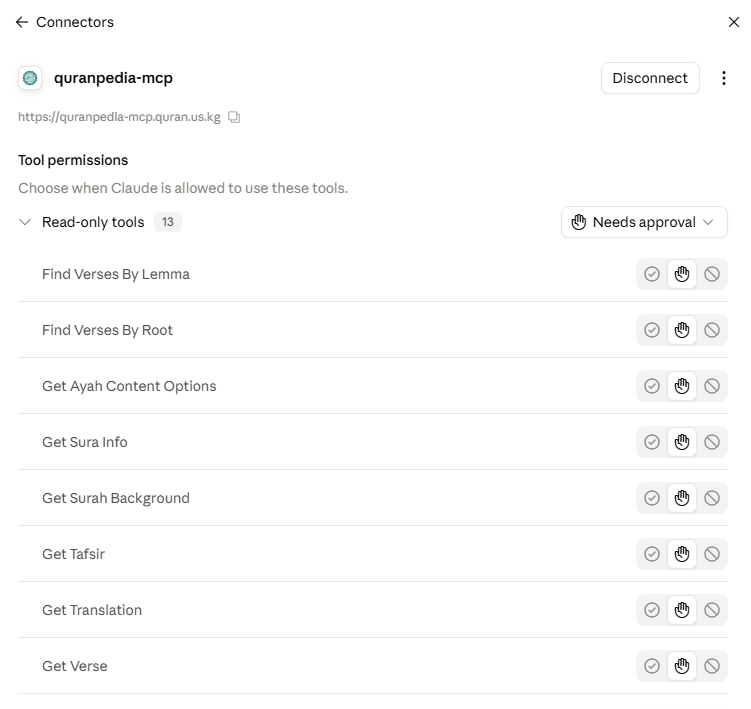 Connectors
quranpedia-mcp
Disconnect
https://quranpedia-mcp.quran.us.kg
Tool permissions
Choose when Claude is allowed to use these tools.
Read-only tools 13
Needs approval
Find Verses By Lemma
Find Verses By Root
Get Ayah Content Options
Get Sura Info
Get Surah Background
Get Tafsir
Get Translation
Get Verse